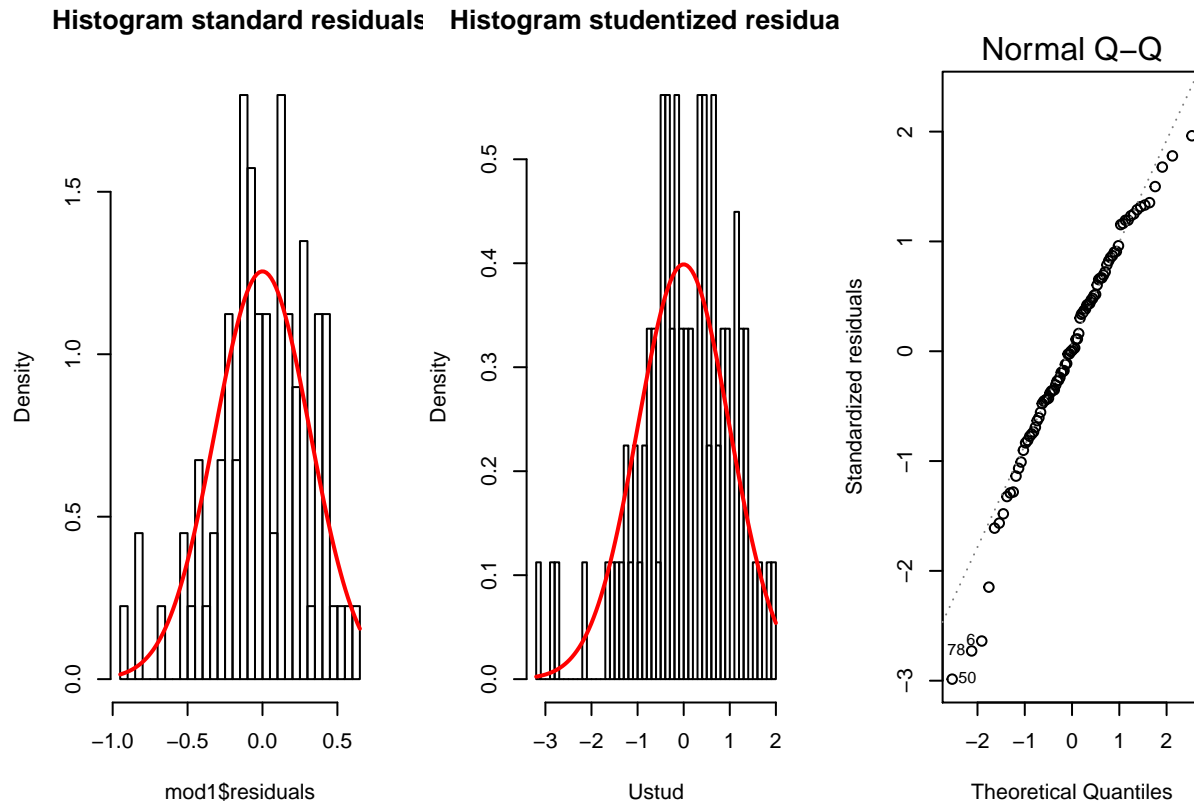 Histogram standard residuals
Density
0.0
0.5
1.0
1.5
−1.0 −0.5 0.0 0.5
mod1$residuals
Histogram studentized residua
Density
0.0
0.1
0.2
0.3
0.4
0.5
−3 −2 −1 0 1 2
Ustud
Normal Q−Q
Standardized residuals
2
1
0
−1
−2
−3
6
78
50
−2 −1 0 1 2
Theoretical Quantiles